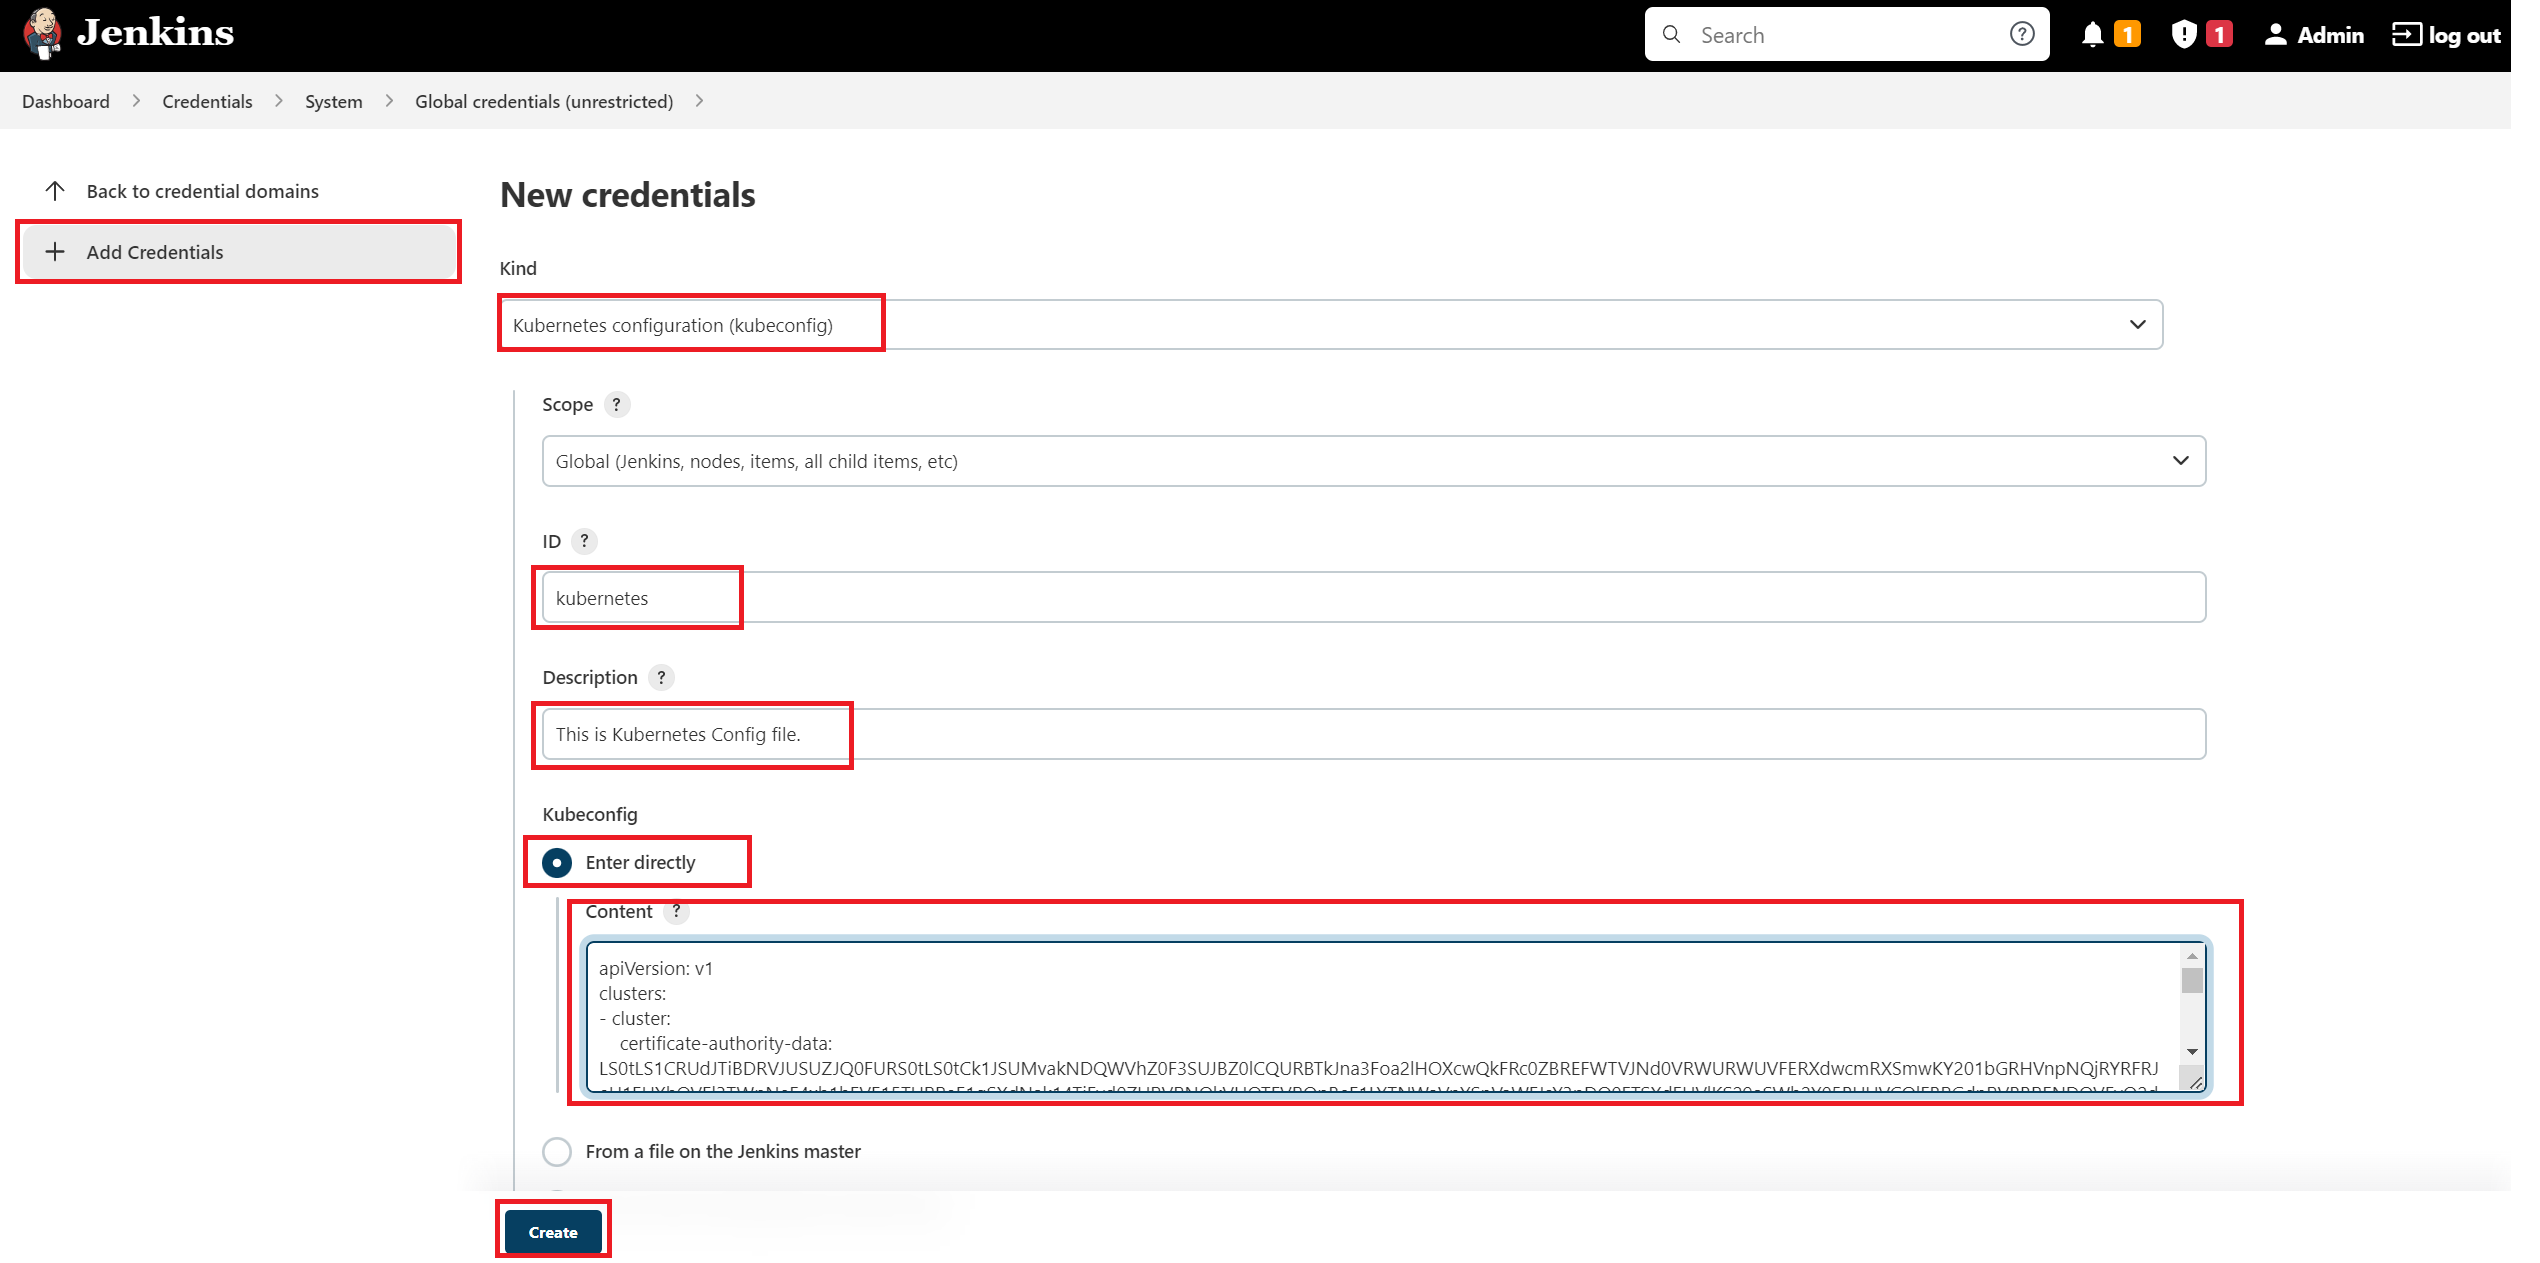 Jenkins
Search
1
1
Admin
log out
Dashboard
Credentials
System
Global credentials (unrestricted)
Back to credential domains
Add Credentials
New credentials
Kind
Kubernetes configuration (kubeconfig)
Scope ?
Global (Jenkins, nodes, items, all child items, etc)
ID ?
kubernetes
Description ?
This is Kubernetes Config file.
Kubeconfig
Enter directly
Content ?
apiVersion: v1
clusters:
- cluster:
certificate-authority-data:
From a file on the Jenkins master
Create